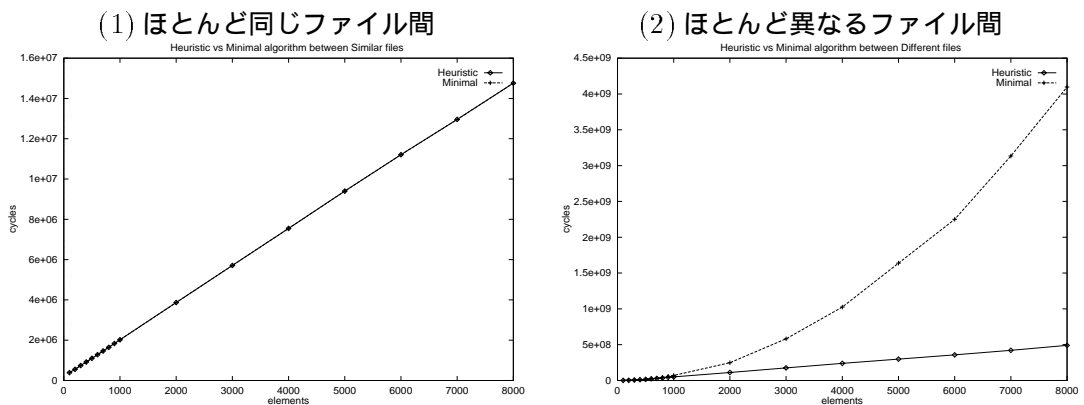 (1) ほとんど同じファイル間
Heuristic vs Minimal algorithm between Similar files
1.6e+07
1.4e+07
1.2e+07
1e+07
8e+06
6e+06
4e+06
2e+06
0
cycles
Heuristic
Minimal
0 1000 2000 3000 4000 5000 6000 7000 8000
elements
(2) ほとんど異なるファイル間
Heuristic vs Minimal algorithm between Different files
4.5e+09
4e+09
3.5e+09
3e+09
2.5e+09
2e+09
1.5e+09
1e+09
5e+08
0
cycles
Heuristic
Minimal
0 1000 2000 3000 4000 5000 6000 7000 8000
elements